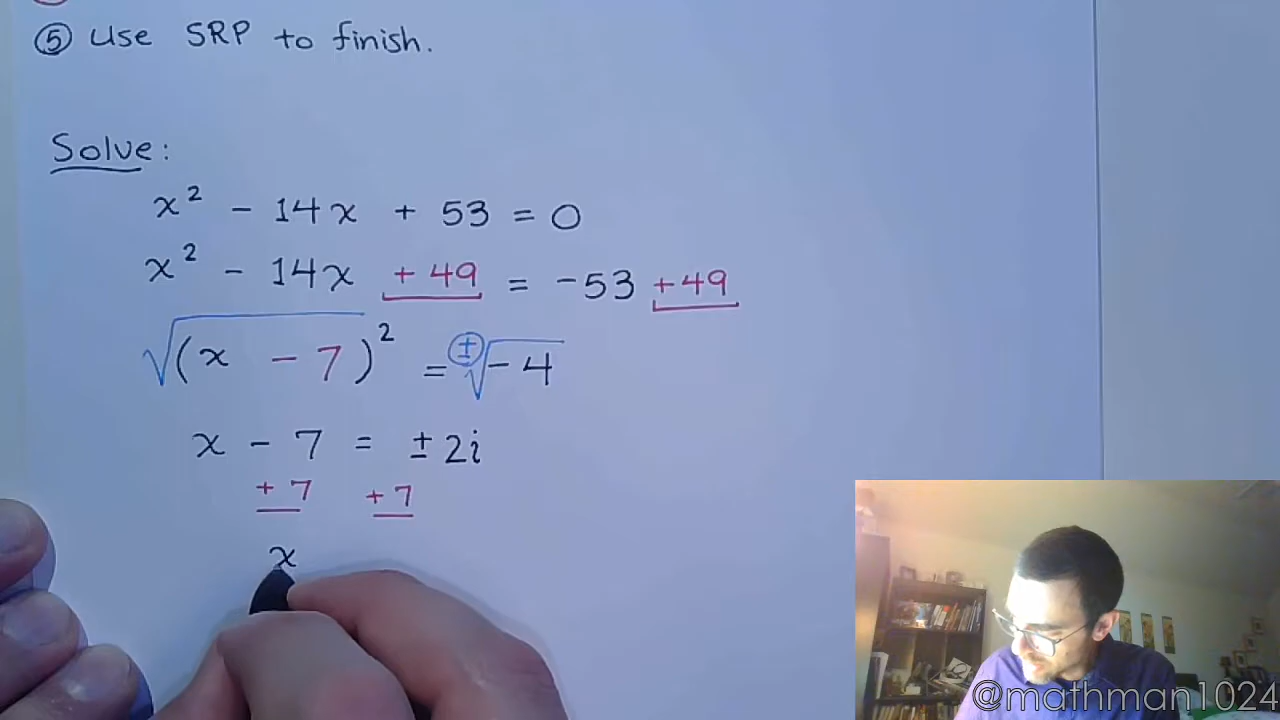 ⑤ Use SRP to finish.
Solve:
x² - 14x + 53 = 0
x² - 14x + 49 = -53 + 49
√(x - 7)² = ±√-4
x - 7 = ± 2i
+ 7 + 7
x
@mathman1024